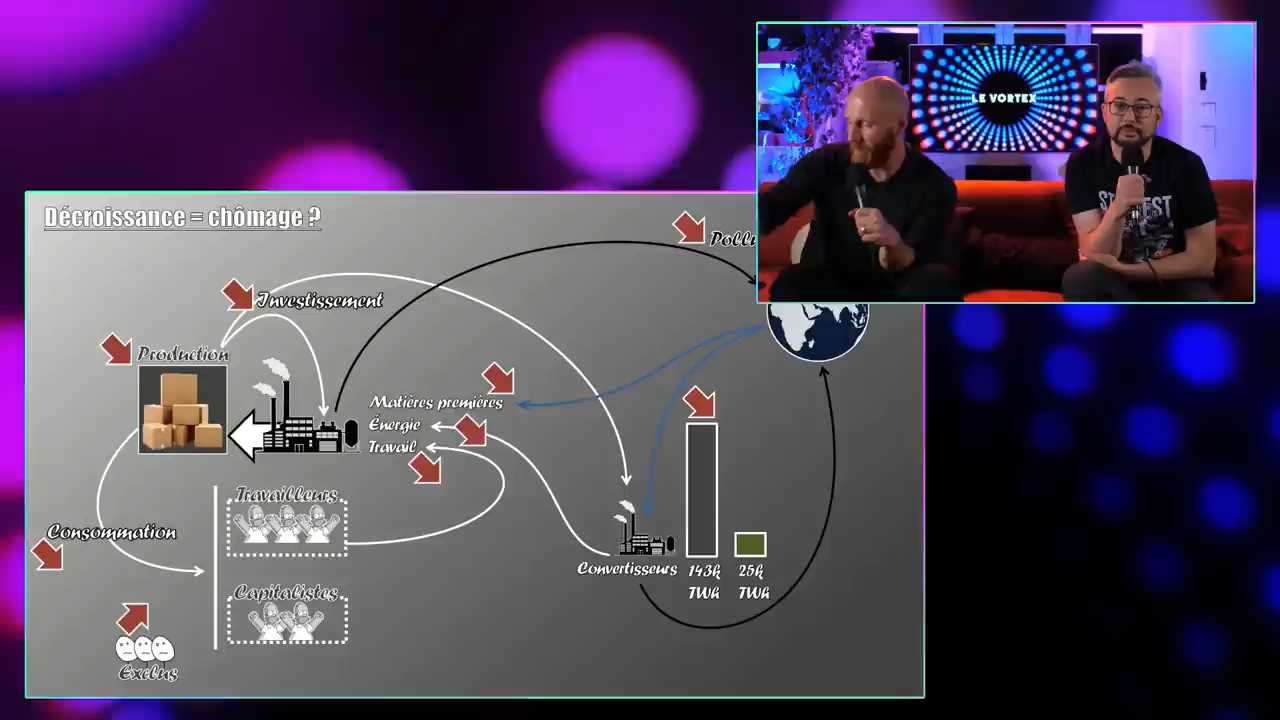 Décroissance = chômage ?
LE VORTEX
Investissement
Production
Matières premières
Énergie
Travail
Travailleurs
Consommation
Capitalistes
Exclus
Convertisseurs
143k
TWh
25k
TWh